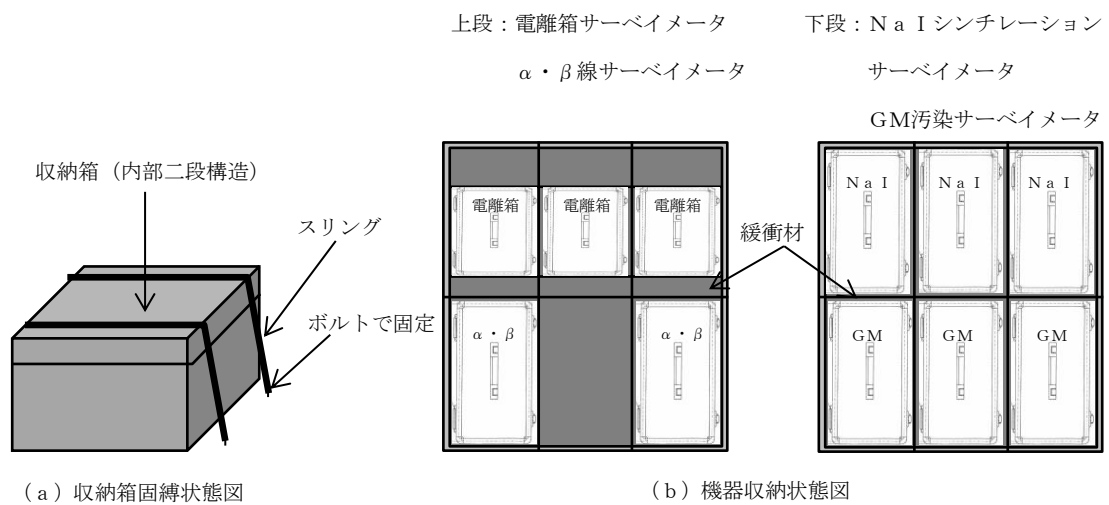 上段：電離箱サーベイメータ
α・β線サーベイメータ
下段：ＮａＩシンチレーション
サーベイメータ
ＧＭ汚染サーベイメータ
収納箱（内部二段構造）
スリング
ボルトで固定
電離箱
電離箱
電離箱
α・β
α・β
緩衝材
ＮａＩ
ＮａＩ
ＮａＩ
ＧＭ
ＧＭ
ＧＭ
（ａ）収納箱固縛状態図
（ｂ）機器収納状態図